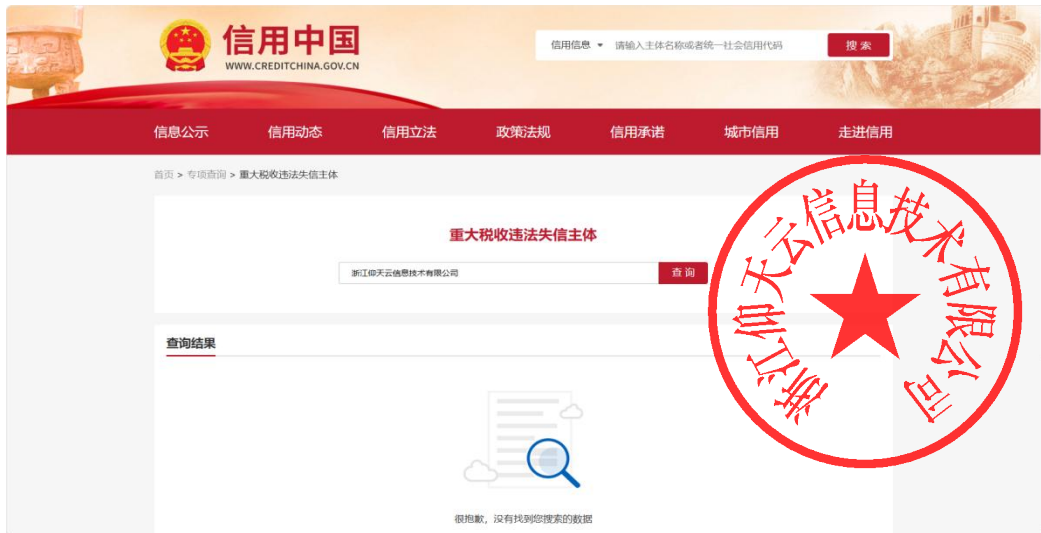 信用中国
WWW.CREDITCHINA.GOV.CN
信用信息 请输入主体名称或者统一社会信用代码 搜索
信息公示 信用动态 信用立法 政策法规 信用承诺 城市信用 走进信用
首页 > 专项查询 > 重大税收违法失信主体
重大税收违法失信主体
浙江仰天云信息技术有限公司 查询
浙江仰天云信息技术有限公司
查询结果
很抱歉，没有找到您搜索的数据